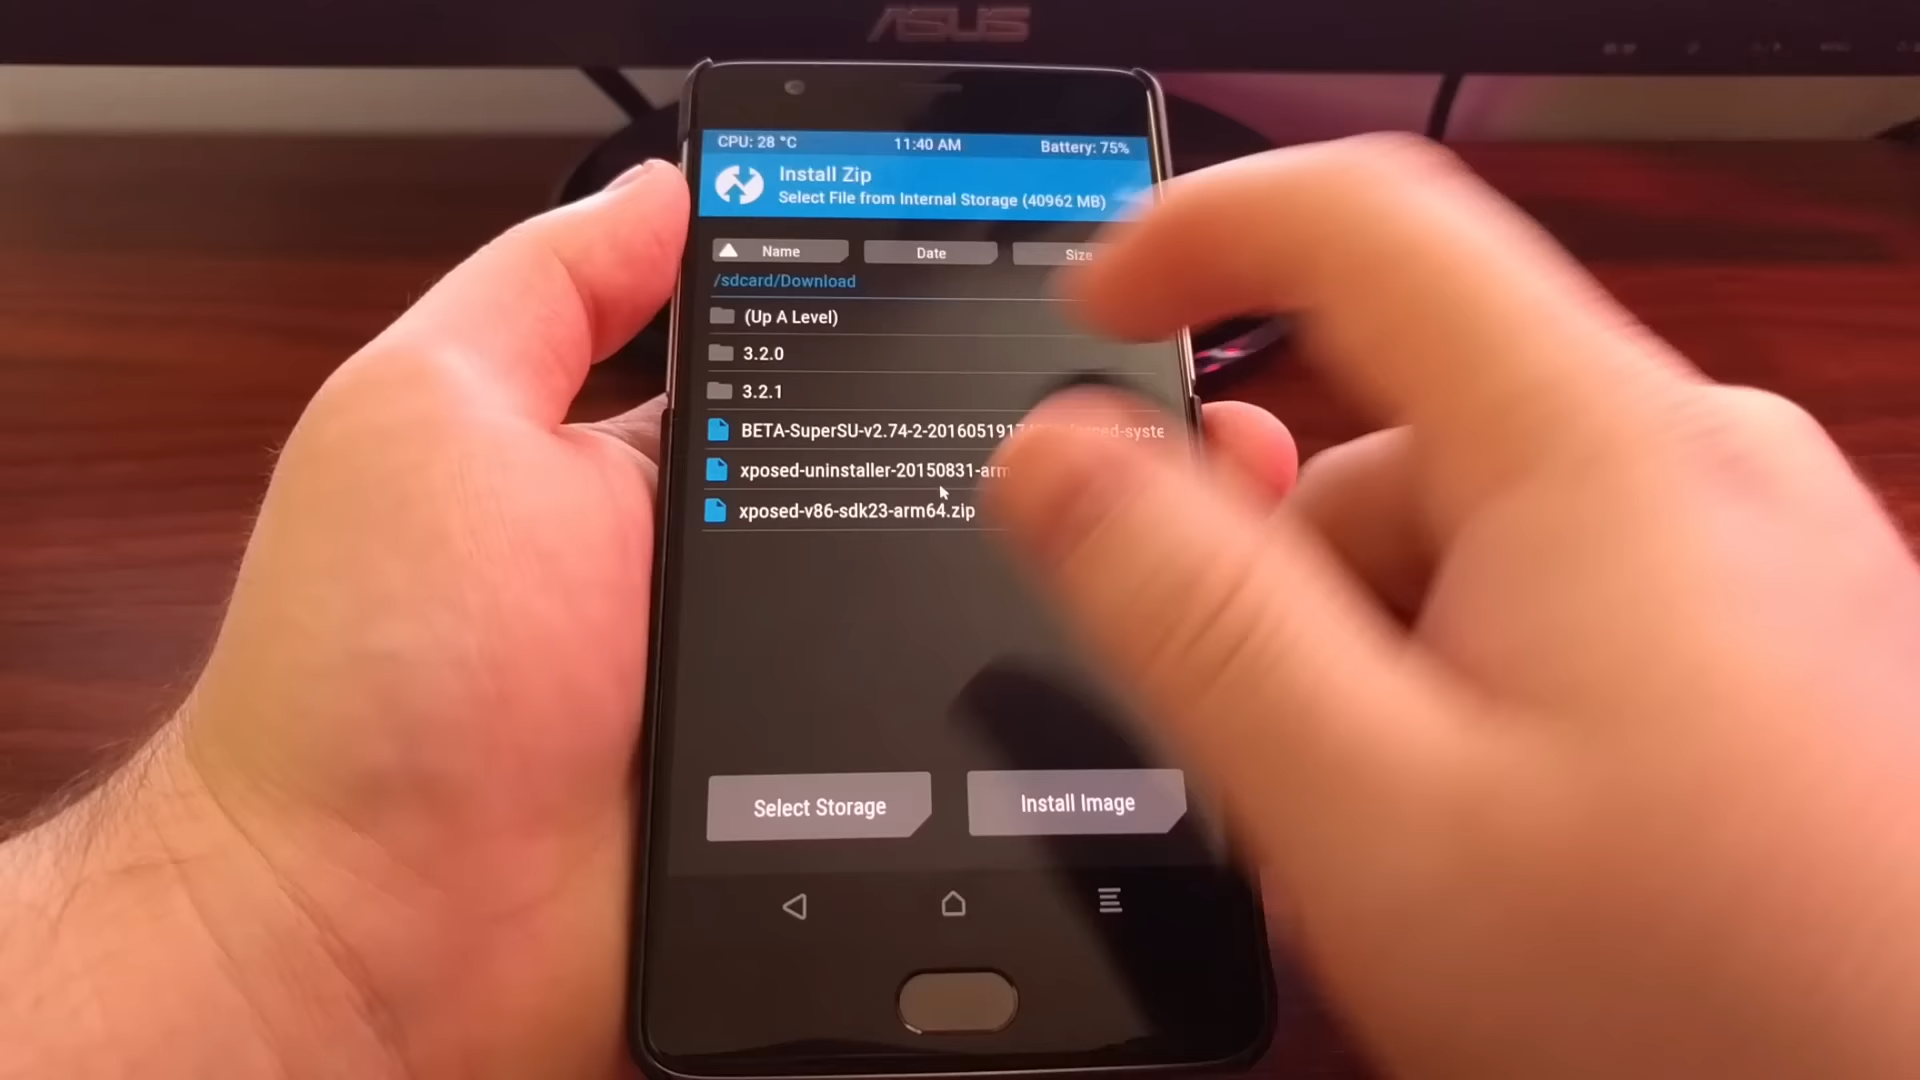 ASUS
CPU: 28 °C
11:40 AM
Battery: 75%
Install Zip
Select File from Internal Storage (40962 MB)
Name
Date
Size
/sdcard/Download
(Up A Level)
3.2.0
3.2.1
BETA-SuperSU-v2.74-2-2016051917
xposed-uninstaller-20150831-arm
xposed-v86-sdk23-arm64.zip
Select Storage
Install Image